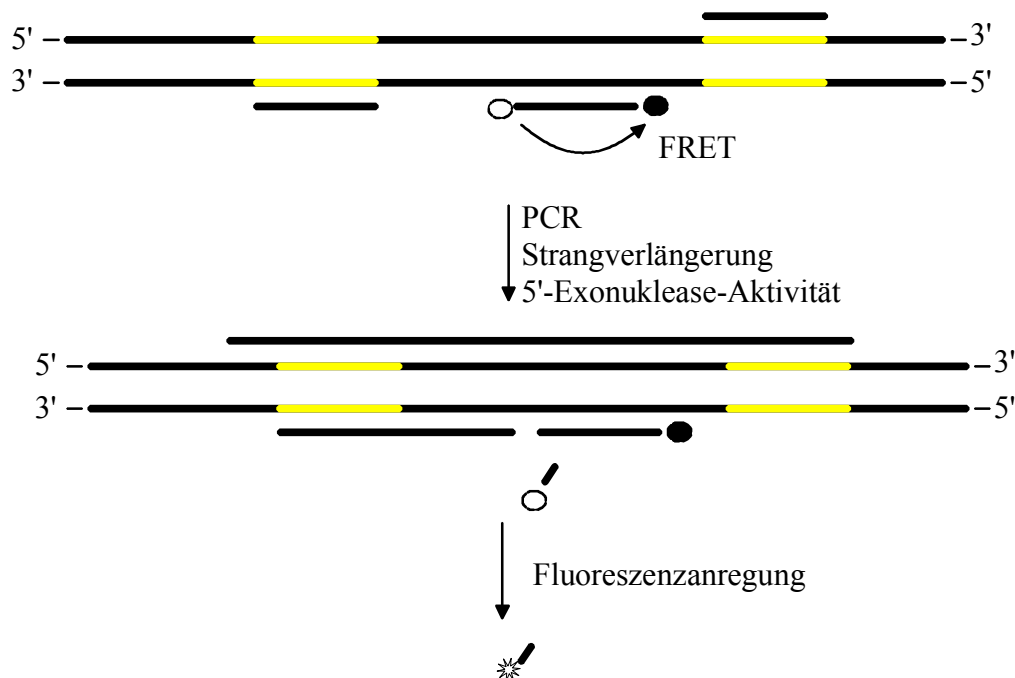 5' – – 3'
3' – – 5'
FRET
PCR
Strangverlängerung
5'-Exonuklease-Aktivität
5' – – 3'
3' – – 5'
Fluoreszenzanregung